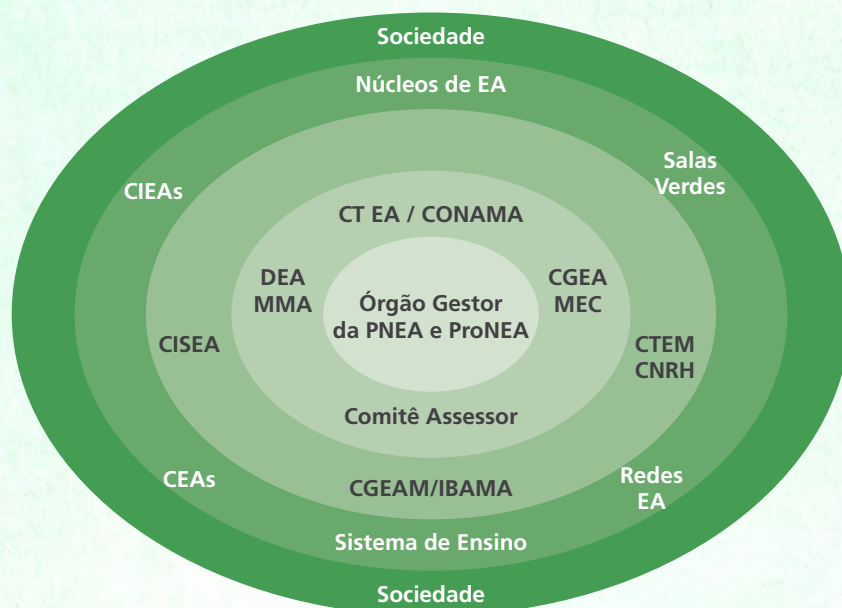 Sociedade
Núcleos de EA
Salas
Verdes
CIEAs
CT EA / CONAMA
DEA
MMA
CGEA
MEC
Órgão Gestor
da PNEA e ProNEA
CISEA
CTEM
CNRH
Comitê Assessor
CEAs
CGEAM/IBAMA
Redes
EA
Sistema de Ensino
Sociedade